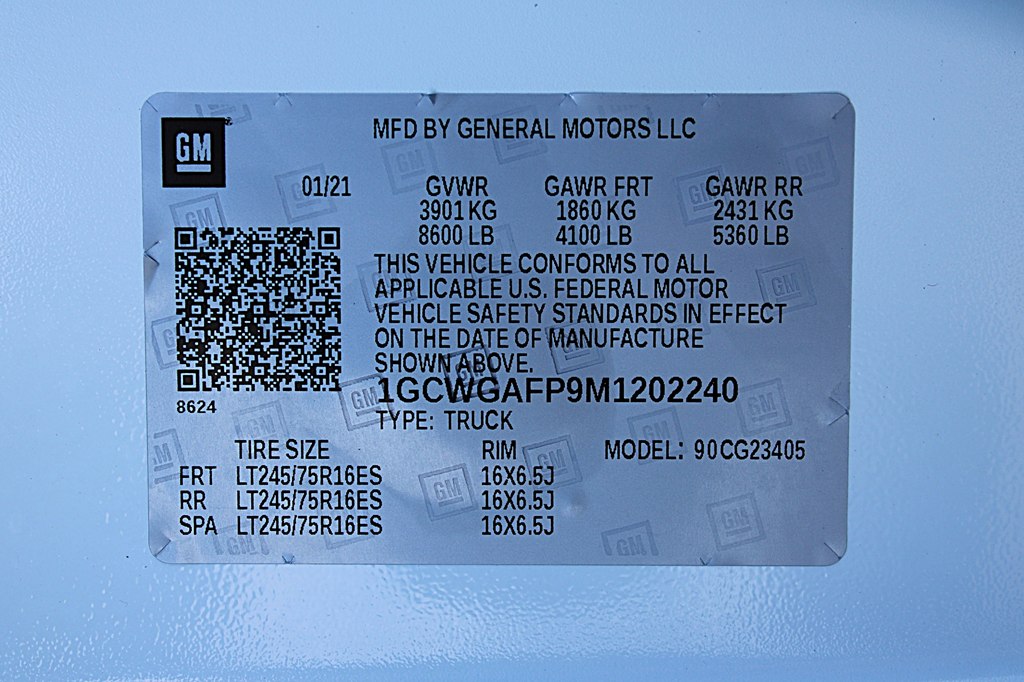 GM
MFD BY GENERAL MOTORS LLC
01/21 GVWR GAWR FRT GAWR RR
3901 KG 1860 KG 2431 KG
8600 LB 4100 LB 5360 LB
THIS VEHICLE CONFORMS TO ALL
APPLICABLE U.S. FEDERAL MOTOR
VEHICLE SAFETY STANDARDS IN EFFECT
ON THE DATE OF MANUFACTURE
SHOWN ABOVE.
1GCWGAFP9M1202240
8624
TYPE: TRUCK
TIRE SIZE RIM MODEL: 90CG23405
FRT LT245/75R16ES 16X6.5J
RR LT245/75R16ES 16X6.5J
SPA LT245/75R16ES 16X6.5J